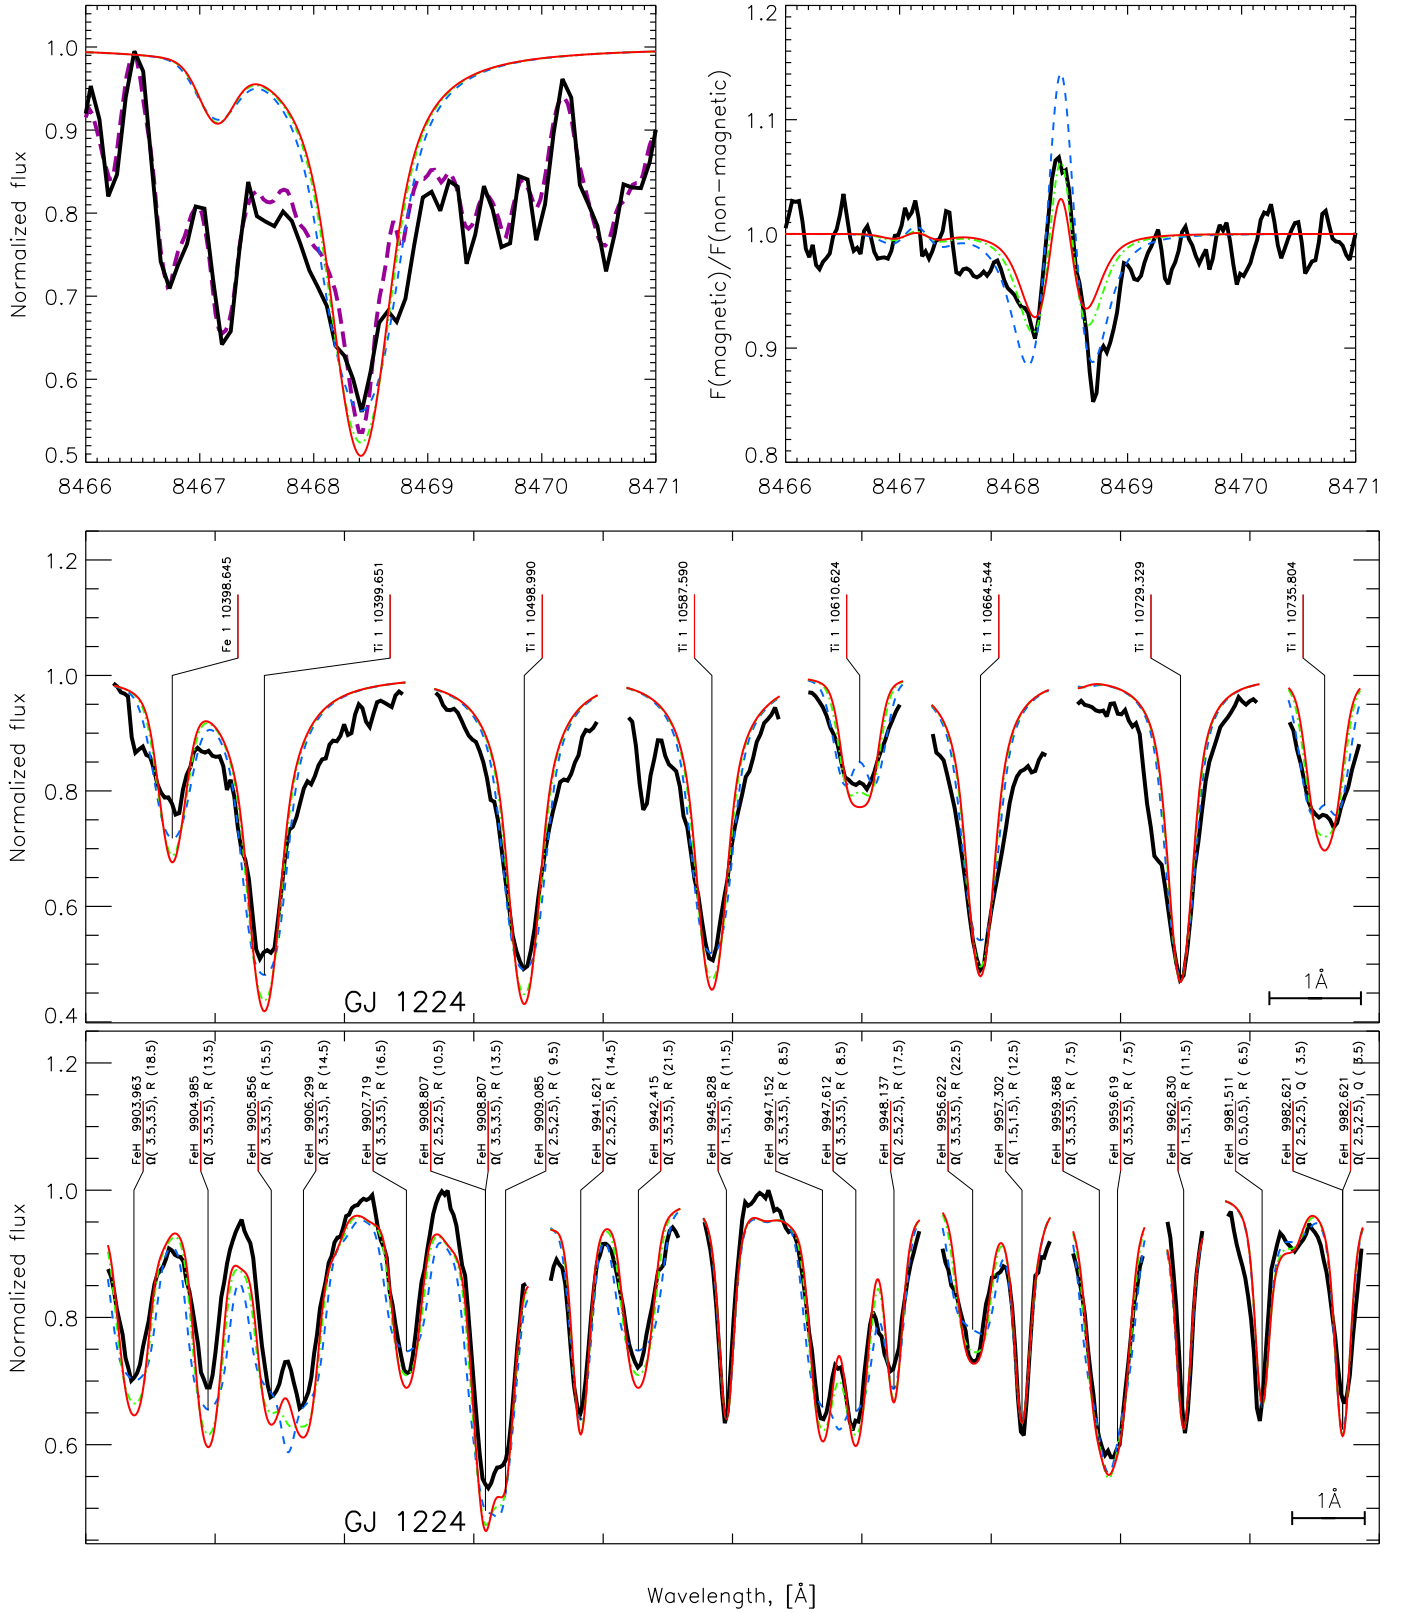 1.0
0.9
0.8
0.7
0.6
0.5
Normalized flux
8466
8467
8468
8469
8470
8471
1.2
1.1
1.0
0.9
0.8
F(magnetic)/F(non-magnetic)
8466
8467
8468
8469
8470
8471
1.2
1.0
0.8
0.6
0.4
Normalized flux
Fe 1 10398.645
Ti 1 10399.651
Ti 1 10498.990
Ti 1 10587.590
Ti 1 10610.624
Ti 1 10664.544
Ti 1 10729.329
Ti 1 10735.804
GJ 1224
1Å
1.2
1.0
0.8
0.6
Normalized flux
FeH 9903.963
Ω( 3.5,3.5), R (18.5)
FeH 9904.985
Ω( 3.5,3.5), R (13.5)
FeH 9905.856
Ω( 3.5,3.5), R (15.5)
FeH 9906.299
Ω( 3.5,3.5), R (14.5)
FeH 9907.719
Ω( 3.5,3.5), R (16.5)
FeH 9908.807
Ω( 2.5,2.5), R (10.5)
FeH 9908.807
Ω( 3.5,3.5), R (13.5)
FeH 9909.085
Ω( 2.5,2.5), R ( 9.5)
FeH 9941.621
Ω( 2.5,2.5), R (14.5)
FeH 9942.415
Ω( 3.5,3.5), R (21.5)
FeH 9945.828
Ω( 1.5,1.5), R (11.5)
FeH 9947.152
Ω( 3.5,3.5), R ( 8.5)
FeH 9947.612
Ω( 3.5,3.5), R ( 8.5)
FeH 9948.137
Ω( 2.5,2.5), R (17.5)
FeH 9956.622
Ω( 3.5,3.5), R (22.5)
FeH 9957.302
Ω( 1.5,1.5), R (12.5)
FeH 9959.368
Ω( 3.5,3.5), R ( 7.5)
FeH 9959.619
Ω( 3.5,3.5), R ( 7.5)
FeH 9962.830
Ω( 1.5,1.5), R (11.5)
FeH 9981.511
Ω( 0.5,0.5), R ( 6.5)
FeH 9982.621
Ω( 2.5,2.5), Q ( 3.5)
FeH 9982.621
Ω( 2.5,2.5), Q ( 3.5)
GJ 1224
1Å
Wavelength, [Å]